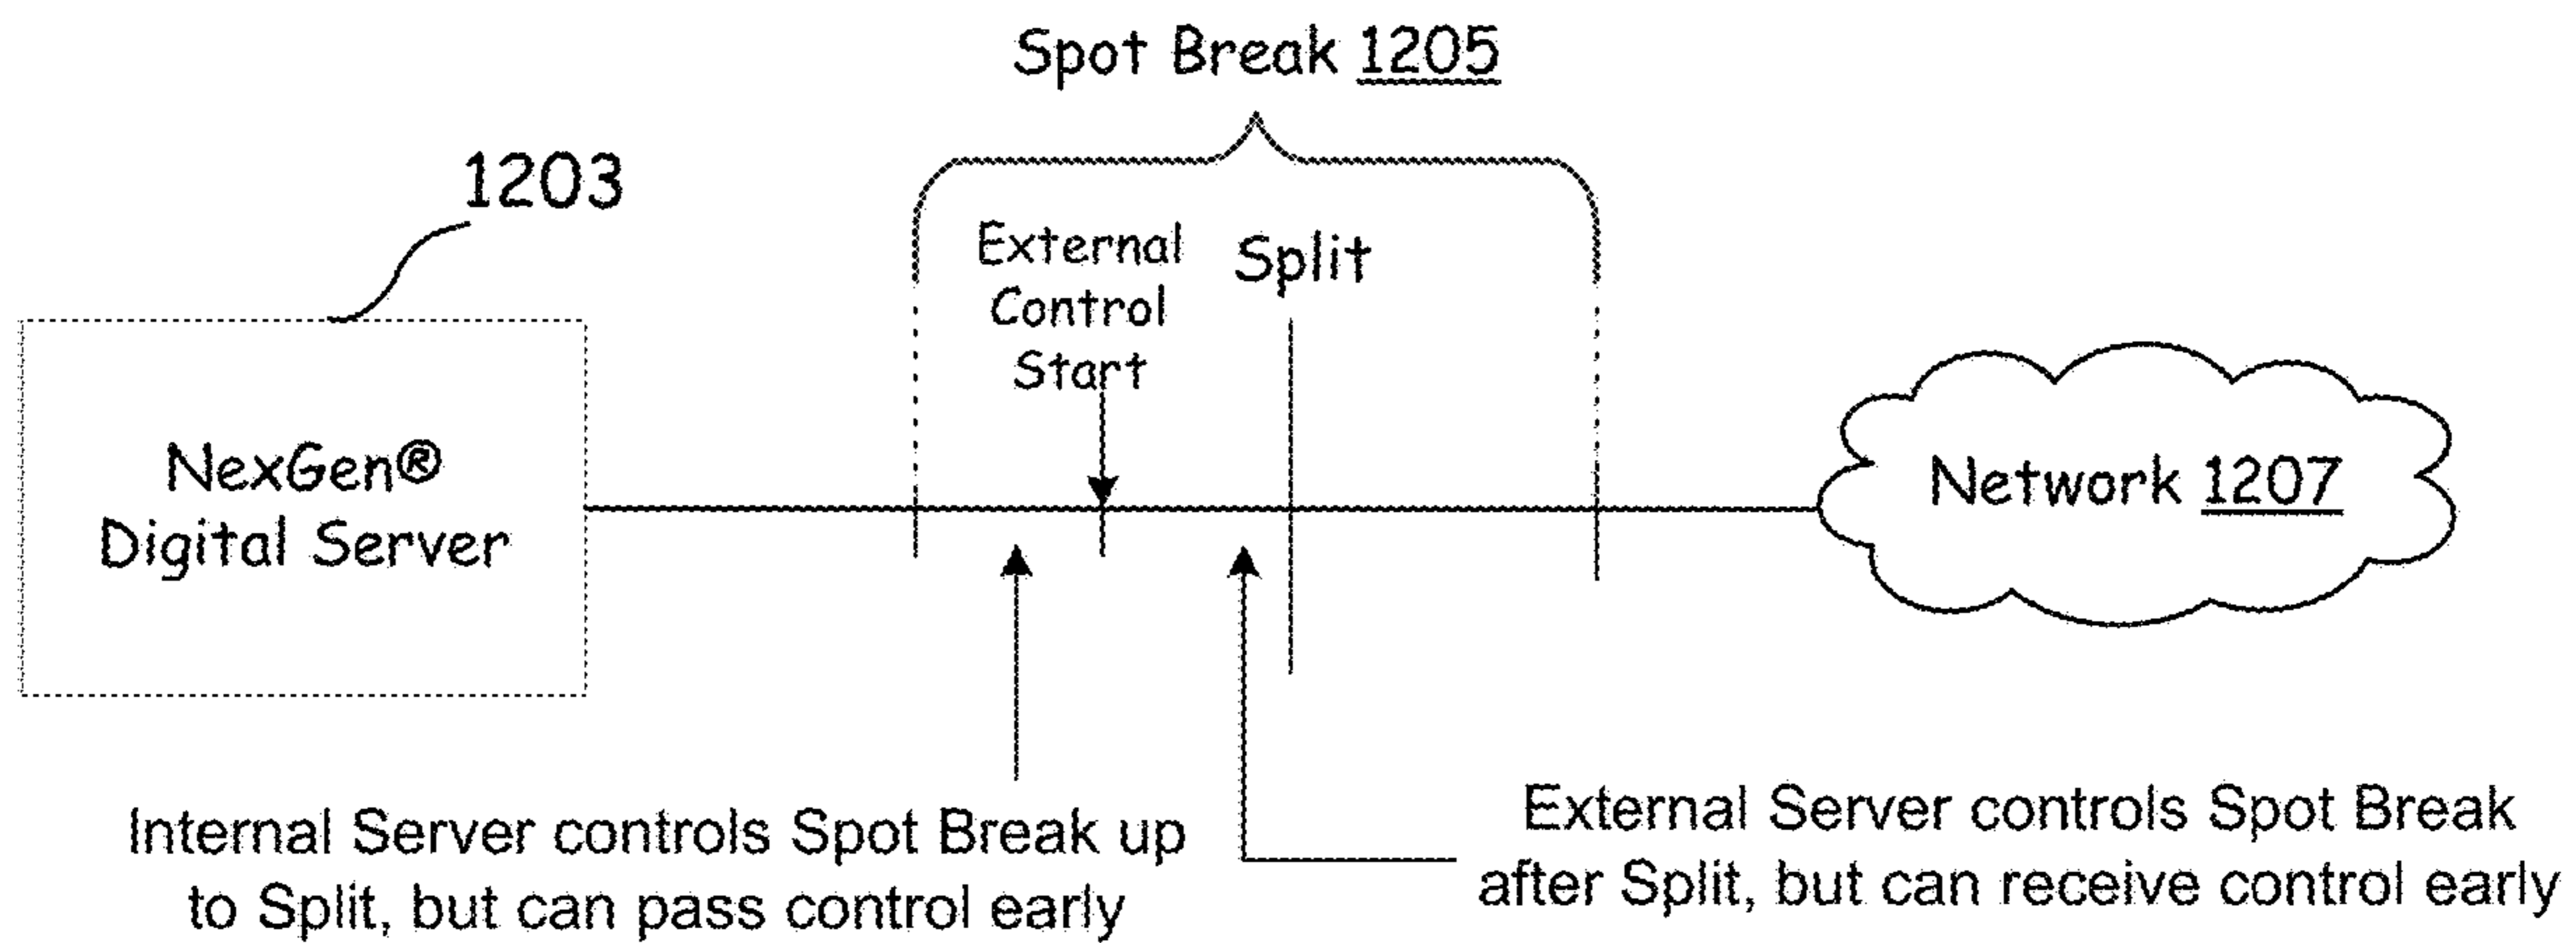 Spot Break 1205
1203
External
Control
Start
Split
NexGen®
Digital Server
Network 1207
Internal Server controls Spot Break up
to Split, but can pass control early
External Server controls Spot Break
after Split, but can receive control early